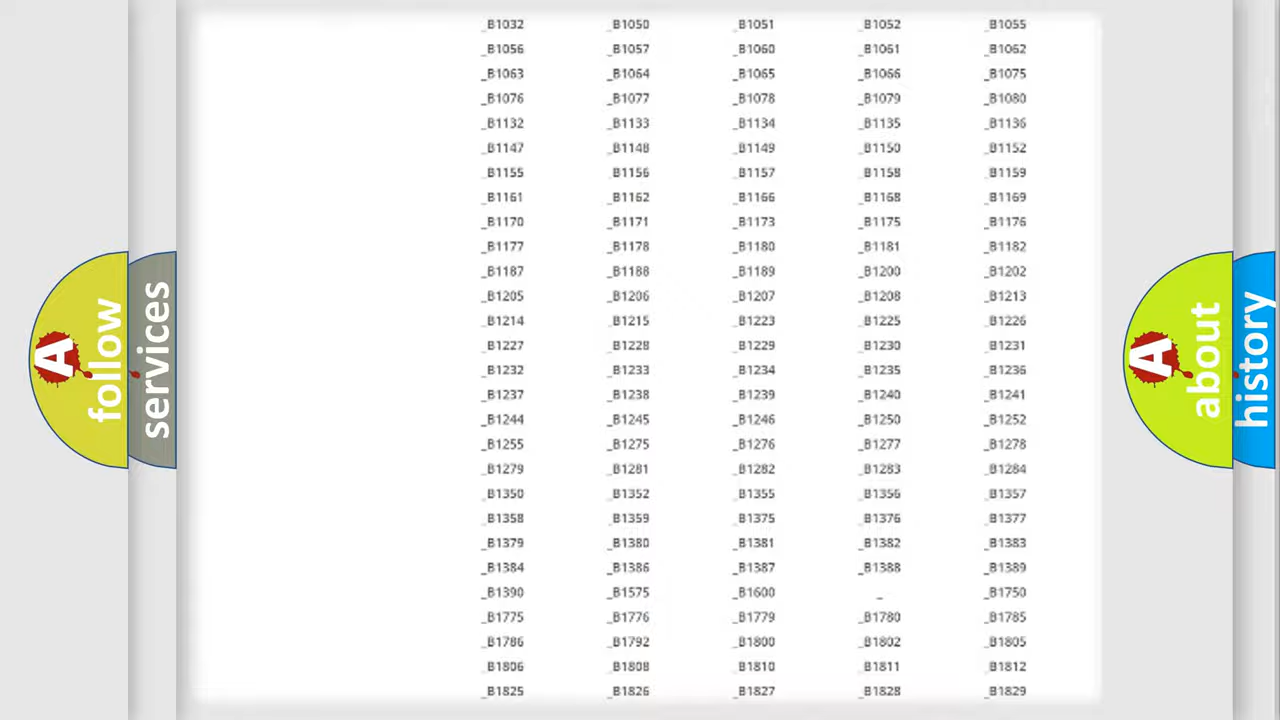 _B1032 _B1050 _B1051 _B1052 _B1055
_B1056 _B1057 _B1060 _B1061 _B1062
_B1063 _B1064 _B1065 _B1066 _B1075
_B1076 _B1077 _B1078 _B1079 _B1080
_B1132 _B1133 _B1134 _B1135 _B1136
_B1147 _B1148 _B1149 _B1150 _B1152
_B1155 _B1156 _B1157 _B1158 _B1159
_B1161 _B1162 _B1166 _B1168 _B1169
_B1170 _B1171 _B1173 _B1175 _B1176
_B1177 _B1178 _B1180 _B1181 _B1182
_B1187 _B1188 _B1189 _B1200 _B1202
_B1205 _B1206 _B1207 _B1208 _B1213
_B1214 _B1215 _B1223 _B1225 _B1226
_B1227 _B1228 _B1229 _B1230 _B1231
_B1232 _B1233 _B1234 _B1235 _B1236
_B1237 _B1238 _B1239 _B1240 _B1241
_B1244 _B1245 _B1246 _B1250 _B1252
_B1255 _B1275 _B1276 _B1277 _B1278
_B1279 _B1281 _B1282 _B1283 _B1284
_B1350 _B1352 _B1355 _B1356 _B1357
_B1358 _B1359 _B1375 _B1376 _B1377
_B1379 _B1380 _B1381 _B1382 _B1383
_B1384 _B1386 _B1387 _B1388 _B1389
_B1390 _B1575 _B1600 _ _B1750
_B1775 _B1776 _B1779 _B1780 _B1785
_B1786 _B1792 _B1800 _B1802 _B1805
_B1806 _B1808 _B1810 _B1811 _B1812
_B1825 _B1826 _B1827 _B1828 _B1829
A
follow
services
A
about
history